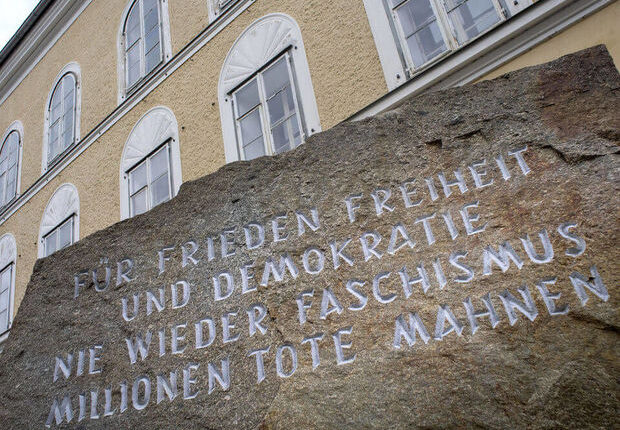 FÜR FRIEDEN FREIHEIT
UND DEMOKRATIE
NIE WIEDER FASCHISMUS
MILLIONEN TOTE MAHNEN